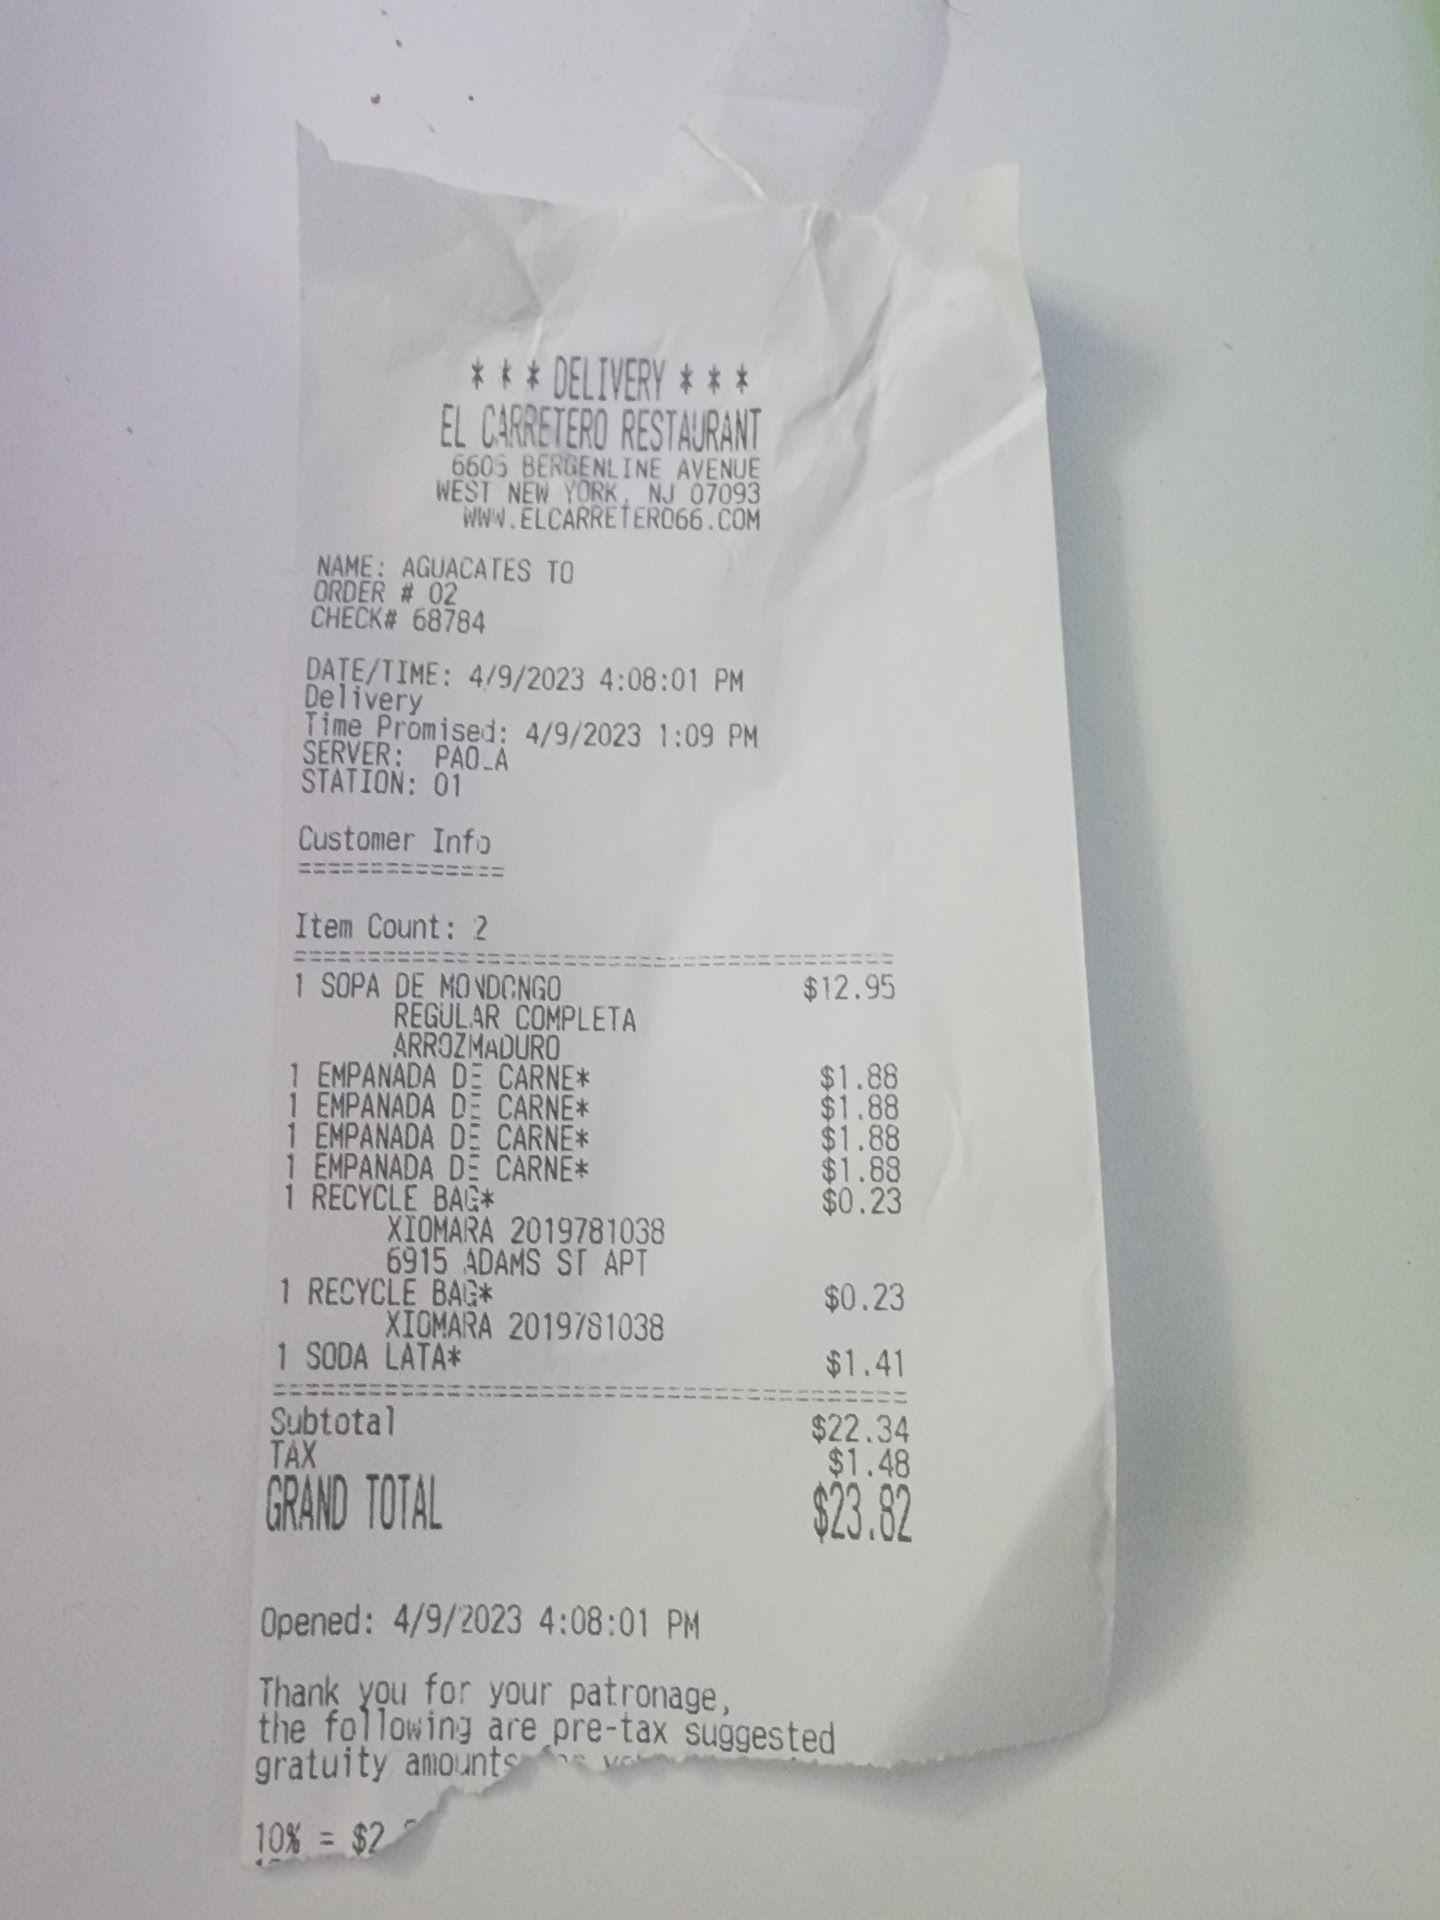 * * * DELIVERY * * *
EL CARRETERO RESTAURANT
6605 BERGENLINE AVENUE
WEST NEW YORK, NJ 07093
WWW.ELCARRETERO66.COM
NAME: AGUACATES TO
ORDER # 02
CHECK# 68784
DATE/TIME: 4/9/2023 4:08:01 PM
Delivery
Time Promised: 4/9/2023 1:09 PM
SERVER: PAOLA
STATION: 01
Customer Info
==============
Item Count: 2
=========================================
1 SOPA DE MONDONGO $12.95
REGULAR COMPLETA
ARROZMADURO
1 EMPANADA DE CARNE* $1.88
1 EMPANADA DE CARNE* $1.88
1 EMPANADA DE CARNE* $1.88
1 EMPANADA DE CARNE* $1.88
1 RECYCLE BAG* $0.23
XIOMARA 2019781038
6915 ADAMS ST APT
1 RECYCLE BAG* $0.23
XIOMARA 2019781038
1 SODA LATA* $1.41
=========================================
Subtotal $22.34
TAX $1.48
GRAND TOTAL $23.82
Opened: 4/9/2023 4:08:01 PM
Thank you for your patronage,
the following are pre-tax suggested
gratuity amounts
10% = $2